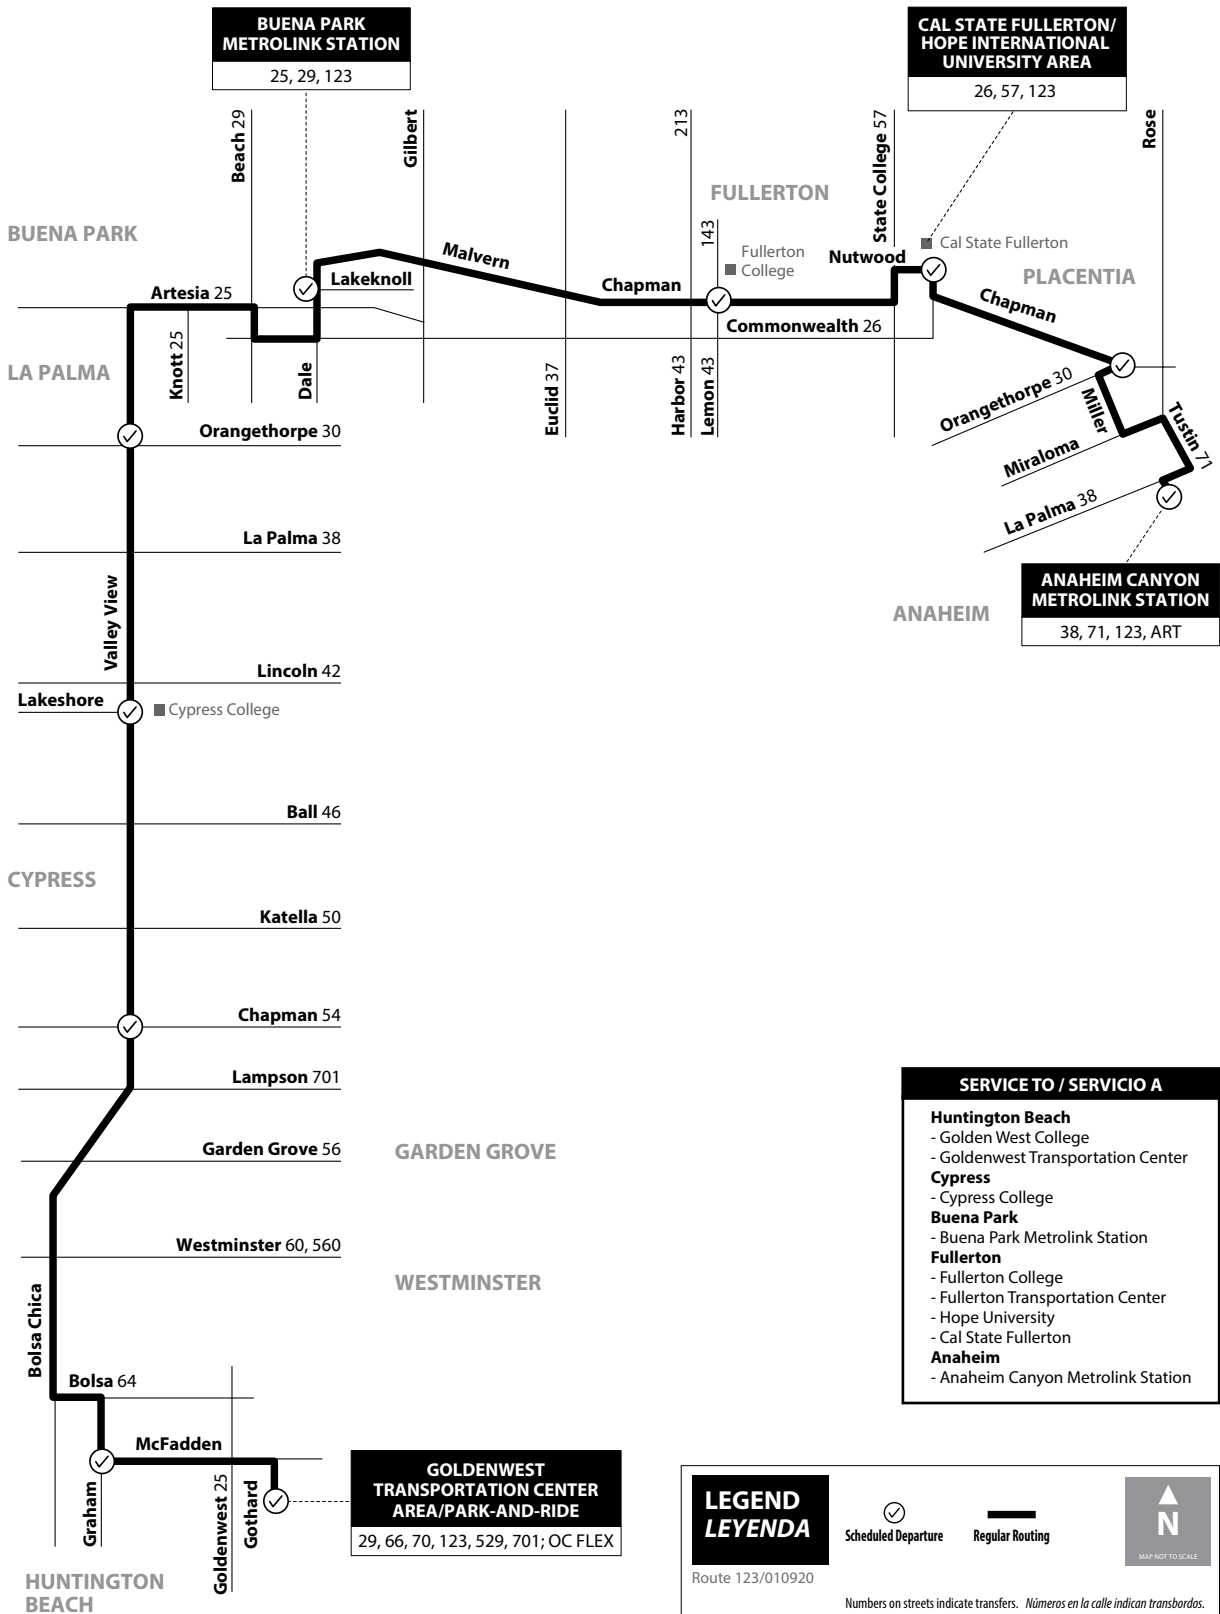 BUENA PARK
METROLINK STATION
25, 29, 123
CAL STATE FULLERTON/
HOPE INTERNATIONAL
UNIVERSITY AREA
26, 57, 123
Beach 29
Gilbert
213
State College 57
Rose
FULLERTON
BUENA PARK
143
Fullerton
College
Nutwood
Cal State Fullerton
PLACENTIA
Malvern
Lakeknoll
Artesia 25
Chapman
Chapman
Commonwealth 26
LA PALMA
Knott 25
Dale
Euclid 37
Harbor 43
Lemon 43
Orangethorpe 30
Miller
Tustin 71
Miraloma
La Palma 38
Orangethorpe 30
La Palma 38
ANAHEIM CANYON
METROLINK STATION
38, 71, 123, ART
ANAHEIM
Valley View
Lincoln 42
Lakeshore
Cypress College
Ball 46
CYPRESS
Katella 50
Chapman 54
Lampson 701
Garden Grove 56
GARDEN GROVE
Westminster 60, 560
WESTMINSTER
Bolsa Chica
Bolsa 64
McFadden
Graham
Goldenwest 25
Gothard
GOLDENWEST
TRANSPORTATION CENTER
AREA/PARK-AND-RIDE
29, 66, 70, 123, 529, 701; OC FLEX
HUNTINGTON
BEACH
SERVICE TO / SERVICIO A
Huntington Beach
- Golden West College
- Goldenwest Transportation Center
Cypress
- Cypress College
Buena Park
- Buena Park Metrolink Station
Fullerton
- Fullerton College
- Fullerton Transportation Center
- Hope University
- Cal State Fullerton
Anaheim
- Anaheim Canyon Metrolink Station
LEGEND
LEYENDA
Scheduled Departure
Regular Routing
N
MAP NOT TO SCALE
Route 123/010920
Numbers on streets indicate transfers. Números en la calle indican transbordos.